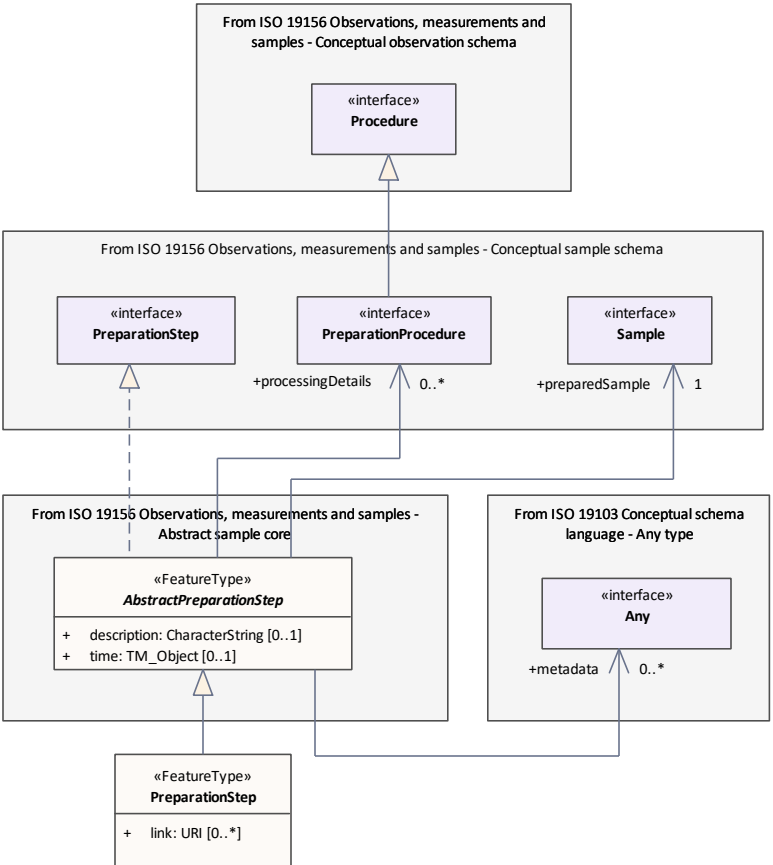 From ISO 19156 Observations, measurements and
samples - Conceptual observation schema
«interface»
Procedure
From ISO 19156 Observations, measurements and samples - Conceptual sample schema
«interface»
PreparationStep
«interface»
PreparationProcedure
«interface»
Sample
+processingDetails
0..*
+preparedSample
1
From ISO 19156 Observations, measurements and samples -
Abstract sample core
«FeatureType»
AbstractPreparationStep
+ description: CharacterString [0..1]
+ time: TM_Object [0..1]
From ISO 19103 Conceptual schema
language - Any type
«interface»
Any
+metadata
0..*
«FeatureType»
PreparationStep
+ link: URI [0..*]